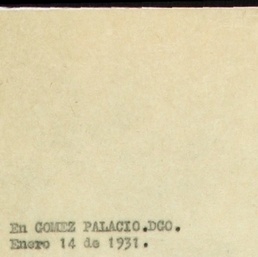 En GOMEZ PALACIO.DGO.
Enero 14 de 1931.